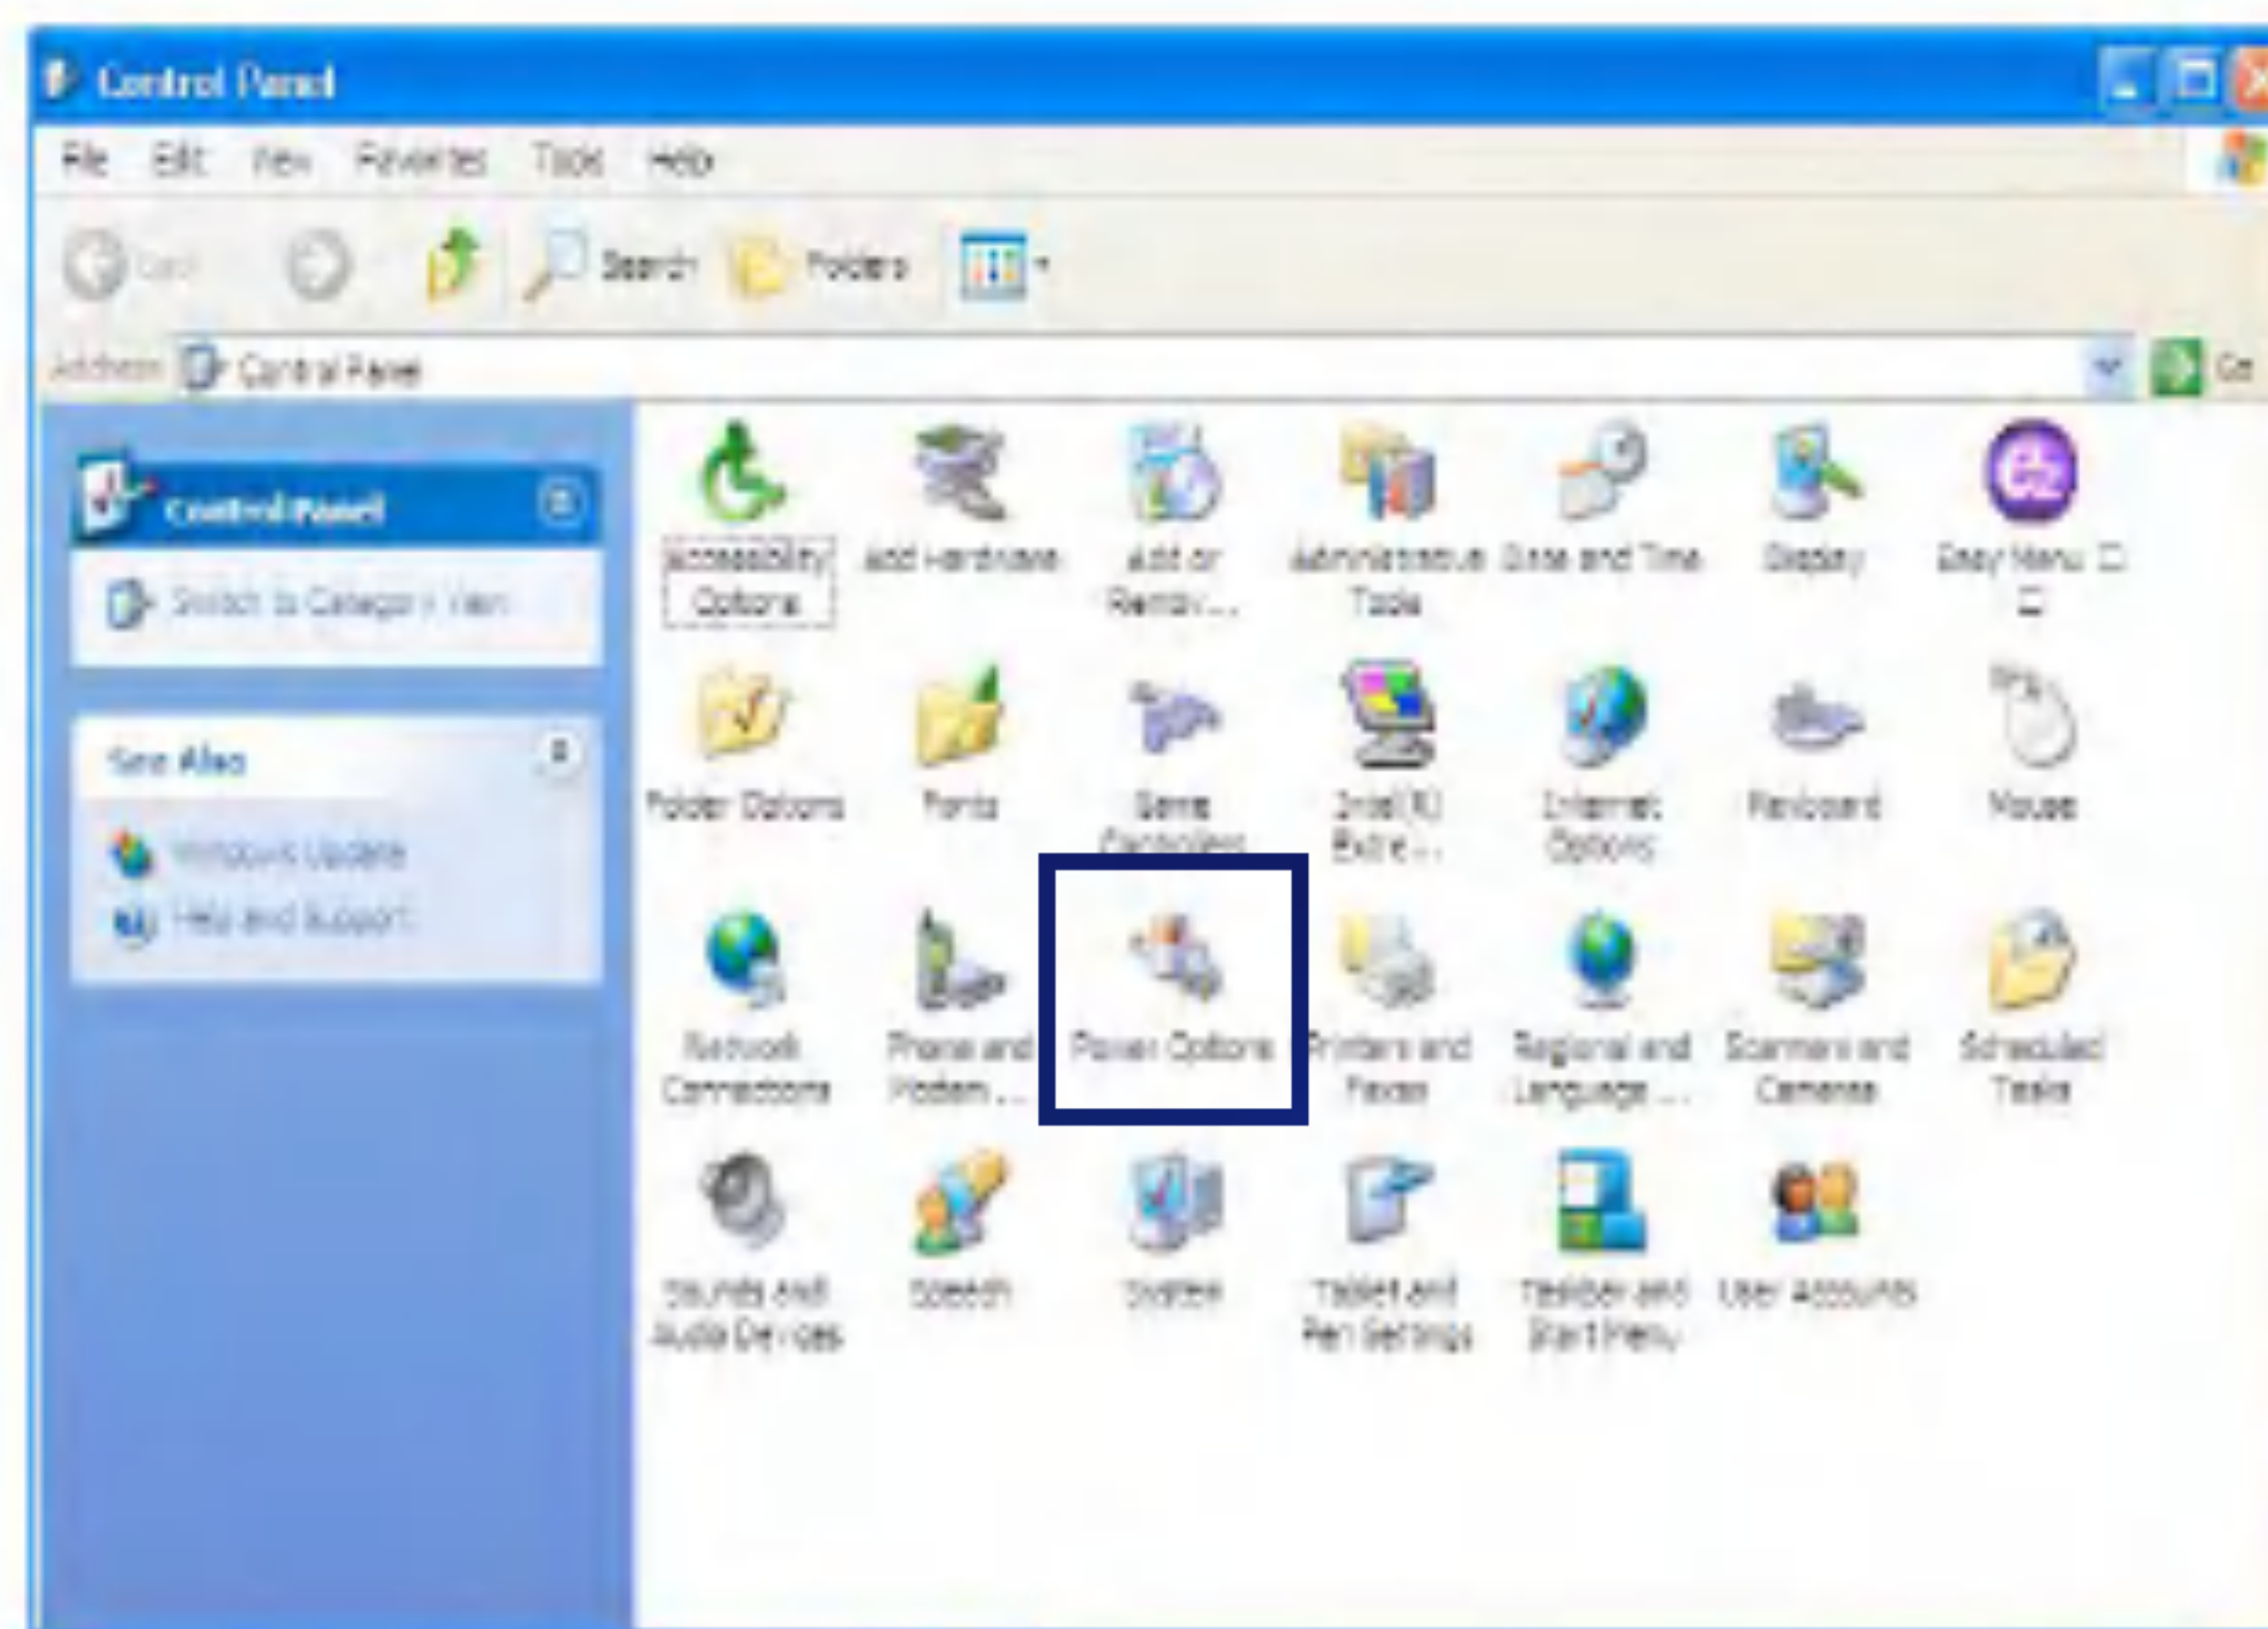 Control Panel
File Edit View Favorites Tools Help
Back Search Folders
Address Control Panel Go
Control Panel
Switch to Category View
See Also
Windows Update
Help and Support
Accessibility Options
Add Hardware
Add or Remov...
Administrative Tools
Date and Time
Display
Easy Menu
Folder Options
Fonts
Game Controllers
Intel(R) Extre...
Internet Options
Keyboard
Mouse
Network Connections
Phone and Modem ...
Power Options
Printers and Faxes
Regional and Language ...
Scanners and Cameras
Scheduled Tasks
Sounds and Audio Devices
Speech
System
Tablet and Pen Settings
Taskbar and Start Menu
User Accounts